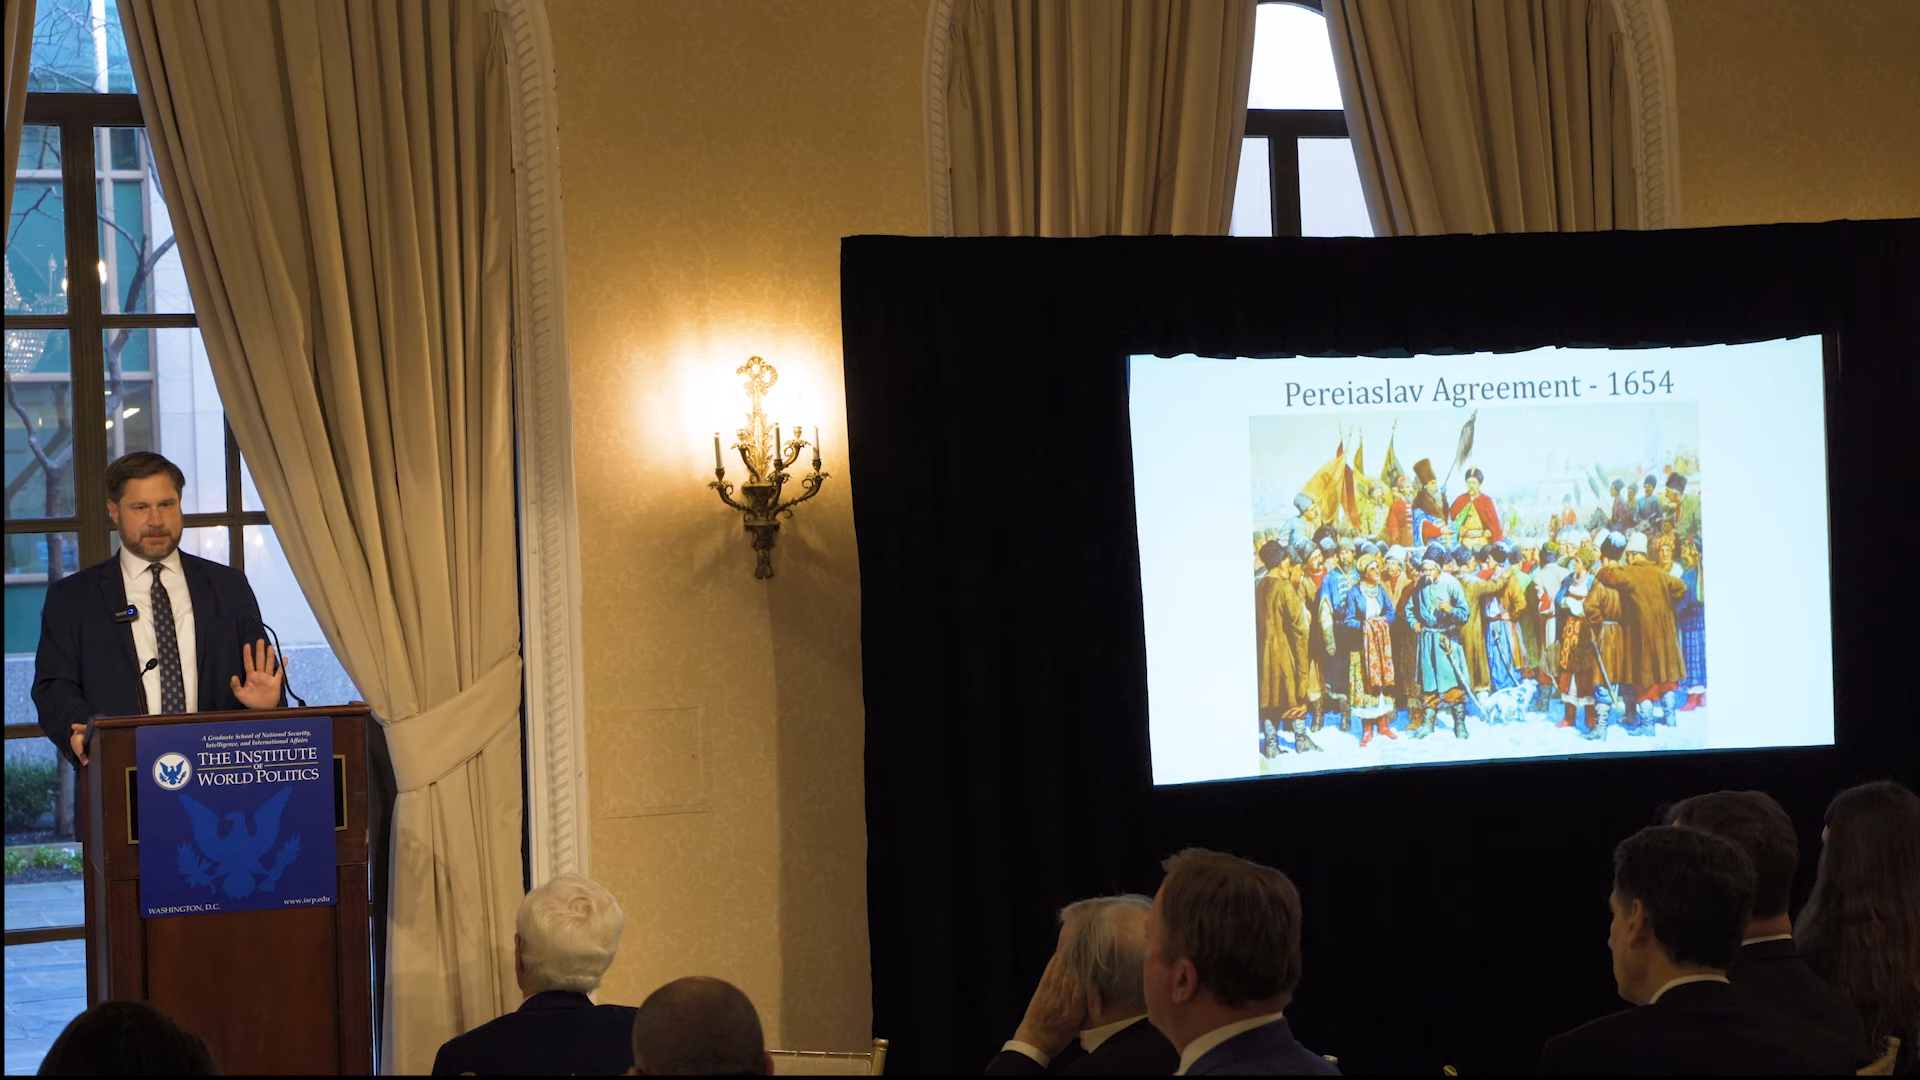 Pereiaslav Agreement - 1654
A Graduate School of National Security,
Intelligence, and International Affairs
THE INSTITUTE
OF
WORLD POLITICS
WASHINGTON, D.C.
www.iwp.edu